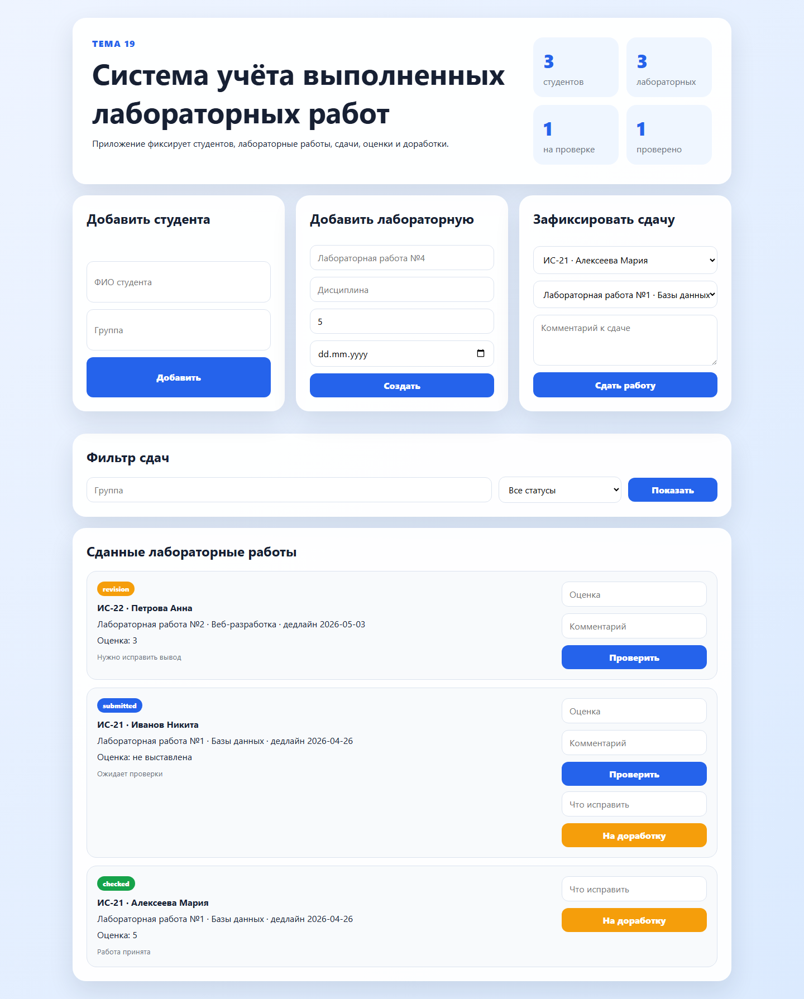 ТЕМА 19
Система учёта выполненных
лабораторных работ
Приложение фиксирует студентов, лабораторные работы, сдачи, оценки и доработки.
3
студентов
3
лабораторных
1
на проверке
1
проверено
Добавить студента
ФИО студента
Группа
Добавить
Добавить лабораторную
Лабораторная работа №4
Дисциплина
5
dd.mm.yyyy
Создать
Зафиксировать сдачу
ИС-21 · Алексеева Мария
Лабораторная работа №1 · Базы данных
Комментарий к сдаче
Сдать работу
Фильтр сдач
Группа
Все статусы
Показать
Сданные лабораторные работы
revision
ИС-22 · Петрова Анна
Лабораторная работа №2 · Веб-разработка · дедлайн 2026-05-03
Оценка: 3
Нужно исправить вывод
Оценка
Комментарий
Проверить
submitted
ИС-21 · Иванов Никита
Лабораторная работа №1 · Базы данных · дедлайн 2026-04-26
Оценка: не выставлена
Ожидает проверки
Оценка
Комментарий
Проверить
Что исправить
На доработку
checked
ИС-21 · Алексеева Мария
Лабораторная работа №1 · Базы данных · дедлайн 2026-04-26
Оценка: 5
Работа принята
Что исправить
На доработку